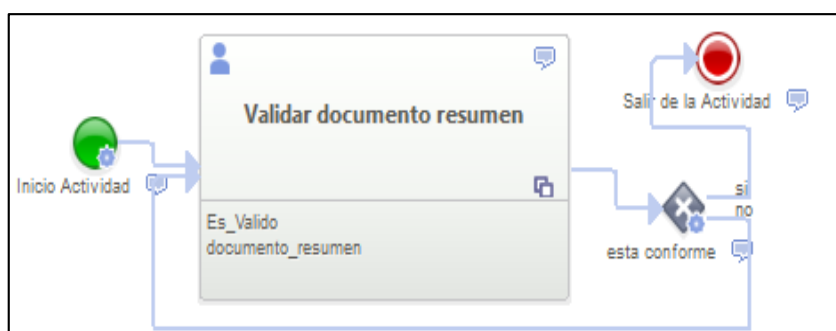 Validar documento resumen
Salir de la Actividad
Inicio Actividad
si
no
Es_Valido
documento_resumen
esta conforme